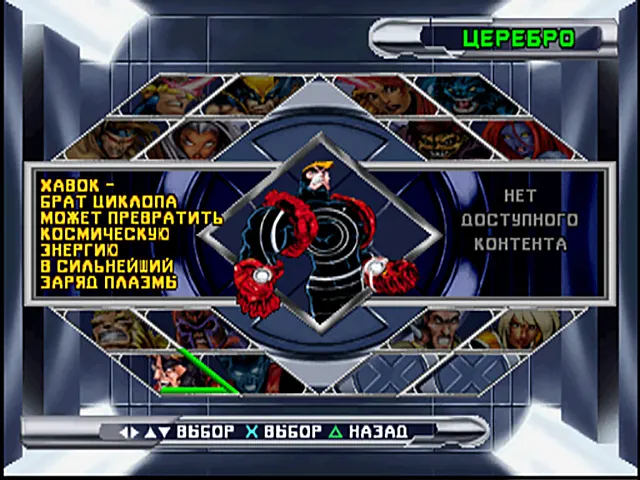 ЦЕРЕБРО
ХАВОК -
БРАТ ЦИКЛОПА
МОЖЕТ ПРЕВРАТИТЬ
КОСМИЧЕСКУЮ
ЭНЕРГИЮ
В СИЛЬНЕЙШИЙ
ЗАРЯД ПЛАЗМЬ
НЕТ
ДОСТУПНОГО
КОНТЕНТА
ВЫБОР X ВЫБОР △ НАЗАД